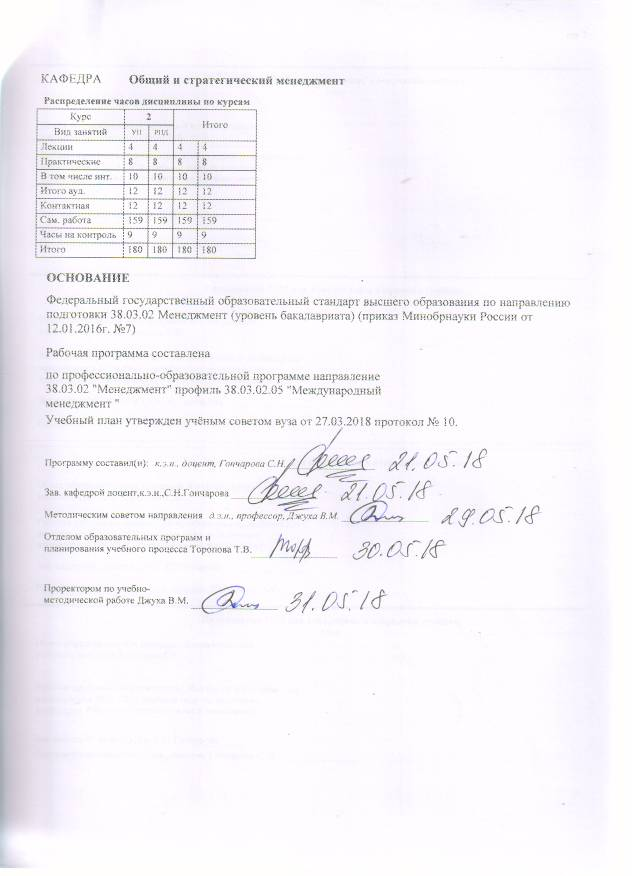 КАФЕДРА Общий и стратегический менеджмент
Распределение часов дисциплины по курсам
Курс 2 Итого
Вид занятий УП РПД
Лекции 4 4 4 4
Практические 8 8 8 8
В том числе инт. 10 10 10 10
Итого ауд. 12 12 12 12
Контактная 12 12 12 12
Сам. работа 159 159 159 159
Часы на контроль 9 9 9 9
Итого 180 180 180 180
ОСНОВАНИЕ
Федеральный государственный образовательный стандарт высшего образования по направлению
подготовки 38.03.02 Менеджмент (уровень бакалавриата) (приказ Минобрнауки России от
12.01.2016г. №7)
Рабочая программа составлена
по профессионально-образовательной программе направление
38.03.02 "Менеджмент" профиль 38.03.02.05 "Международный
менеджмент "
Учебный план утвержден учёным советом вуза от 27.03.2018 протокол № 10.
Программу составил(и): к.э.н., доцент, Гончарова С.Н. 21.05.18
Зав. кафедрой доцент,к.э.н.,С.Н.Гончарова 21.05.18
Методическим советом направления д.э.н., профессор, Джуха В.М. 29.05.18
Отделом образовательных программ и
планирования учебного процесса Торопова Т.В. 30.05.18
Проректором по учебно-
методической работе Джуха В.М. 31.05.18